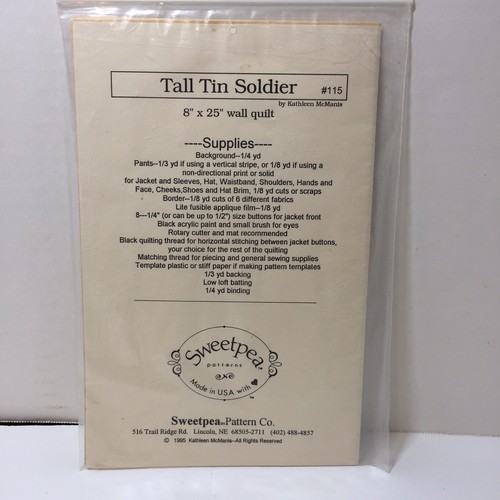 Tall Tin Soldier #115
by Kathleen McManis
8" x 25" wall quilt
----Supplies----
Background--1/4 yd
Pants--1/3 yd if using a vertical stripe, or 1/8 yd if using a
non-directional print or solid
for Jacket and Sleeves, Hat, Waistband, Shoulders, Hands and
Face, Cheeks,Shoes and Hat Brim, 1/8 yd cuts or scraps
Border--1/8 yd cuts of 6 different fabrics
Lite fusible applique film--1/8 yd
8---1/4" (or can be up to 1/2") size buttons for jacket front
Black acrylic paint and small brush for eyes
Rotary cutter and mat recommended
Black quilting thread for horizontal stitching between jacket buttons,
your choice for the rest of the quilting
Matching thread for piecing and general sewing supplies
Template plastic or stiff paper if making pattern templates
1/3 yd backing
Low loft batting
1/4 yd binding
Sweetpea®
patterns
Made in USA with ♥
™
Sweetpea™Pattern Co.
516 Trail Ridge Rd. Lincoln, NE 68505-2711 (402) 488-4857
© 1995 Kathleen McManis--All Rights Reserved